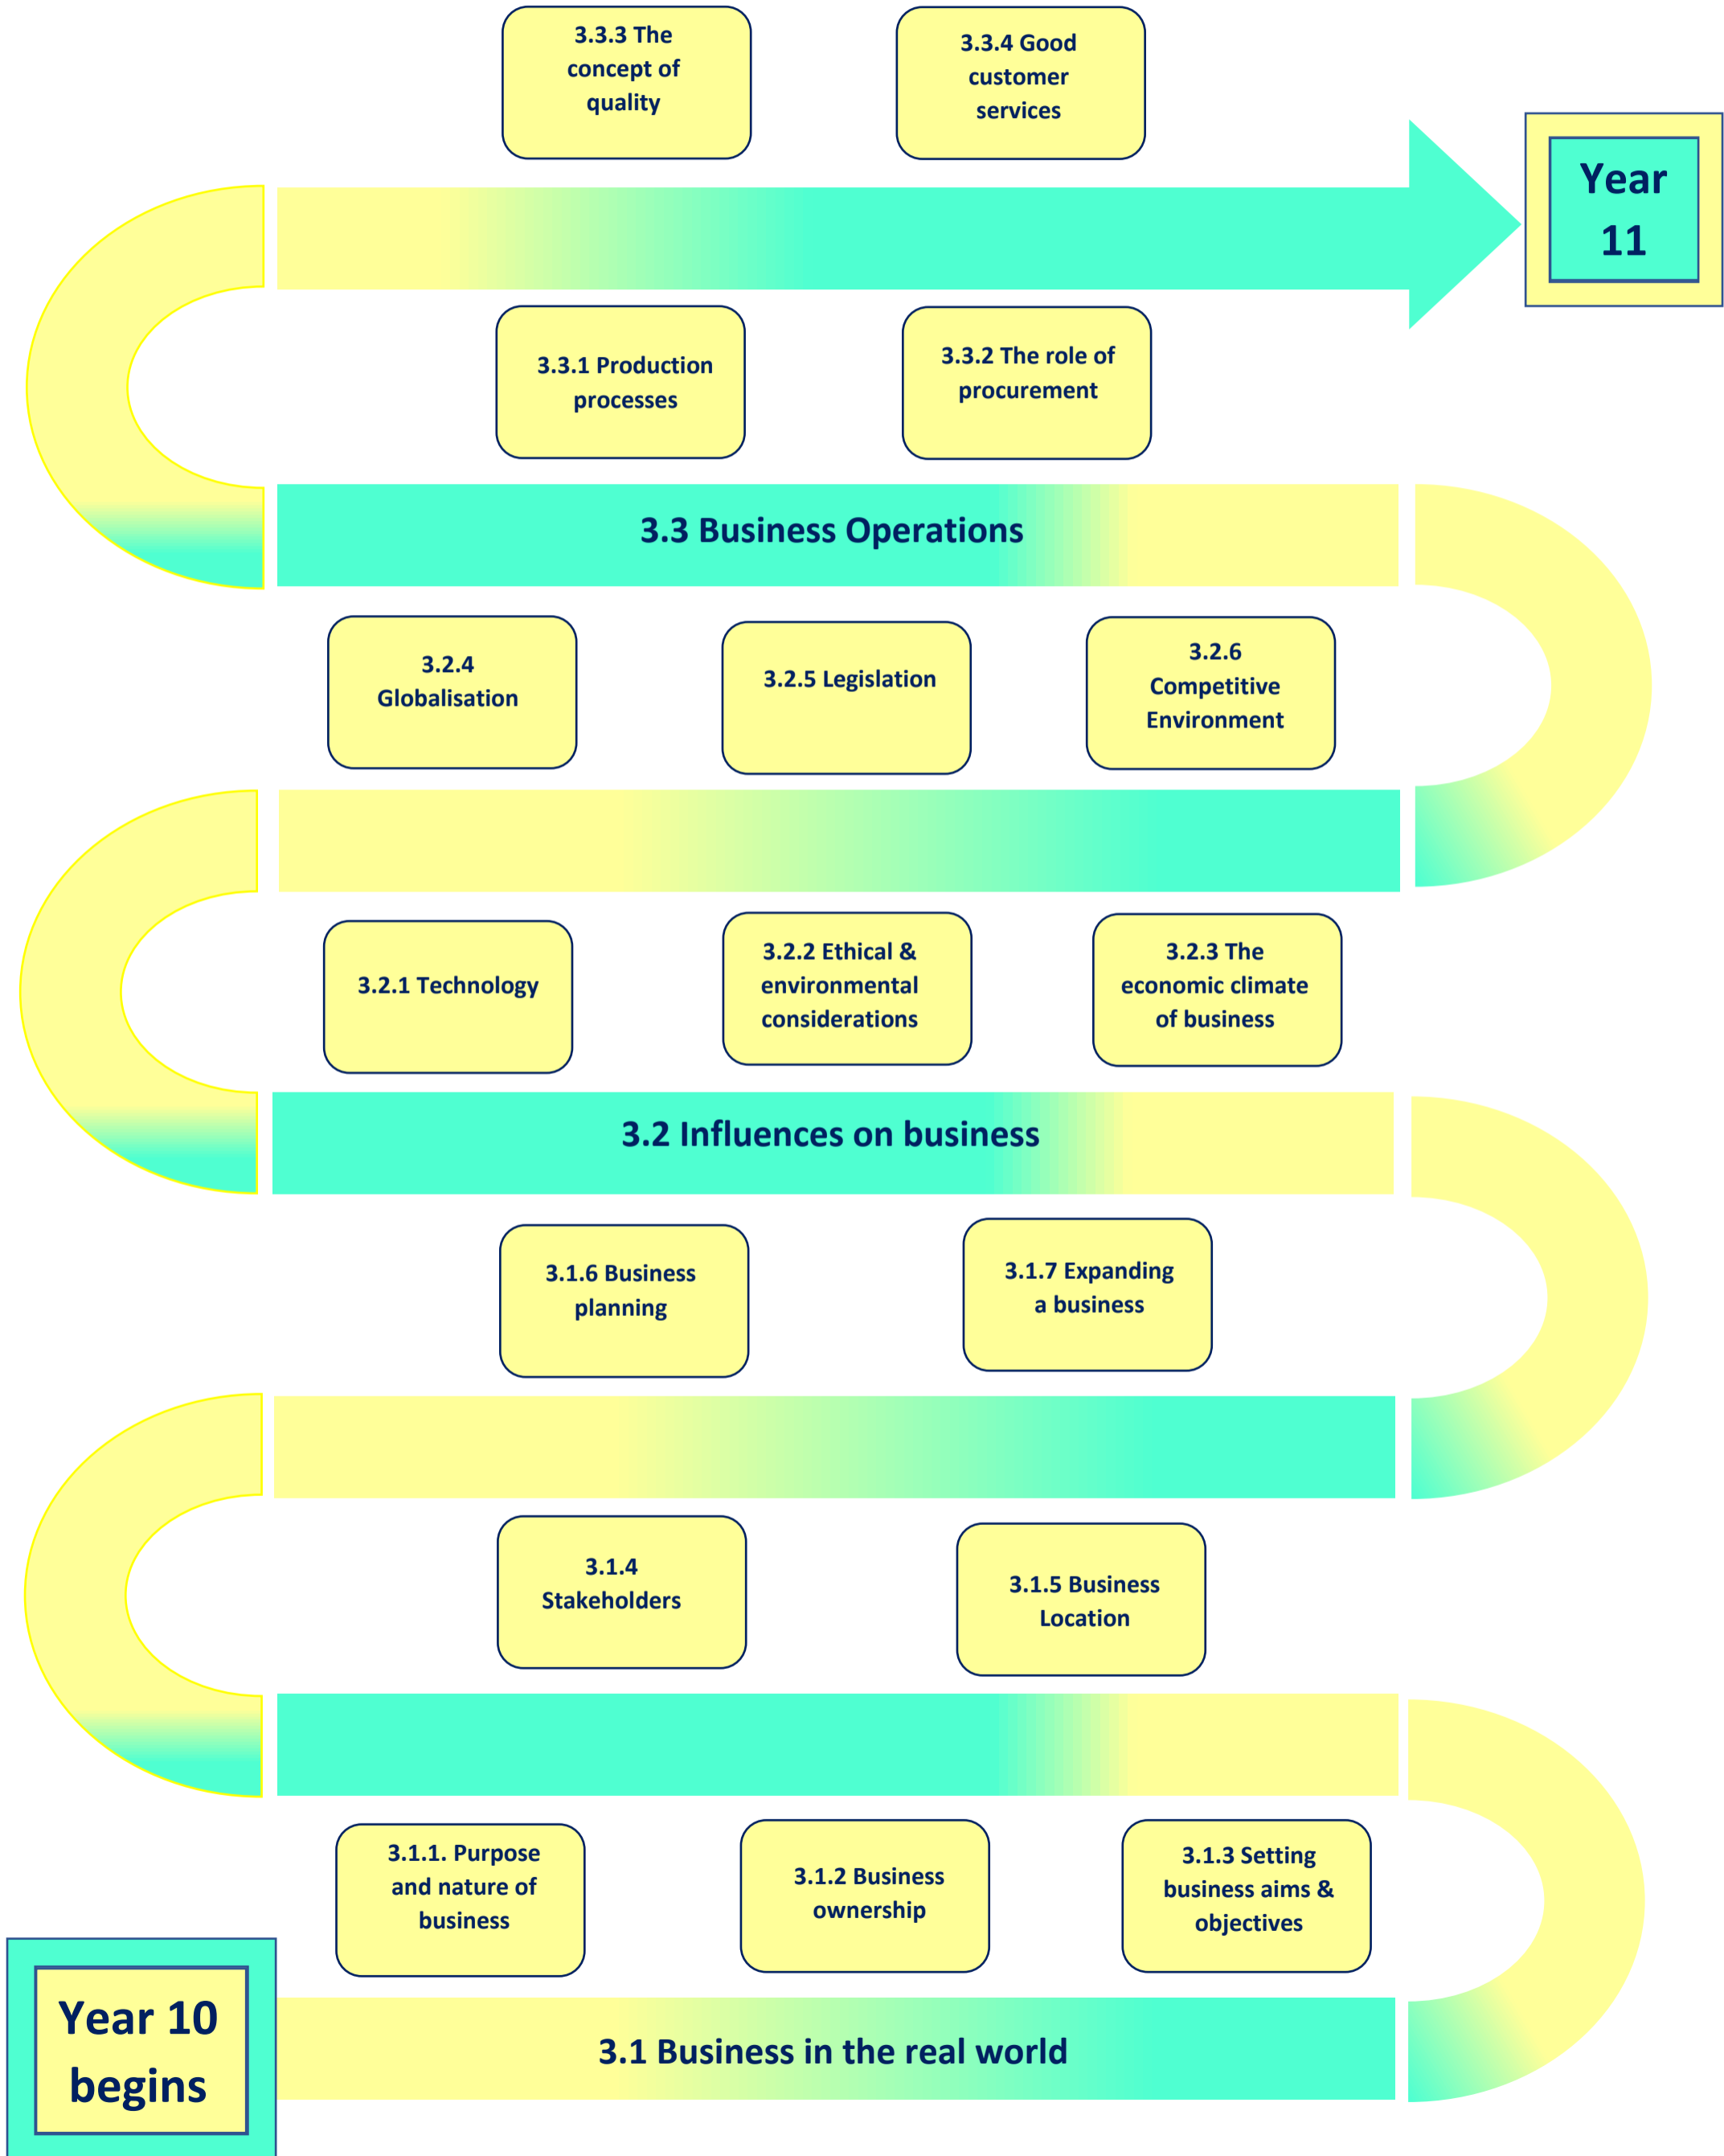 3.3.3 The
concept of
quality
3.3.4 Good
customer
services
Year
11
3.3.1 Production
processes
3.3.2 The role of
procurement
3.3 Business Operations
3.2.4
Globalisation
3.2.5 Legislation
3.2.6
Competitive
Environment
3.2.1 Technology
3.2.2 Ethical &
environmental
considerations
3.2.3 The
economic climate
of business
3.2 Influences on business
3.1.6 Business
planning
3.1.7 Expanding
a business
3.1.4
Stakeholders
3.1.5 Business
Location
3.1.1. Purpose
and nature of
business
3.1.2 Business
ownership
3.1.3 Setting
business aims &
objectives
Year 10
begins
3.1 Business in the real world